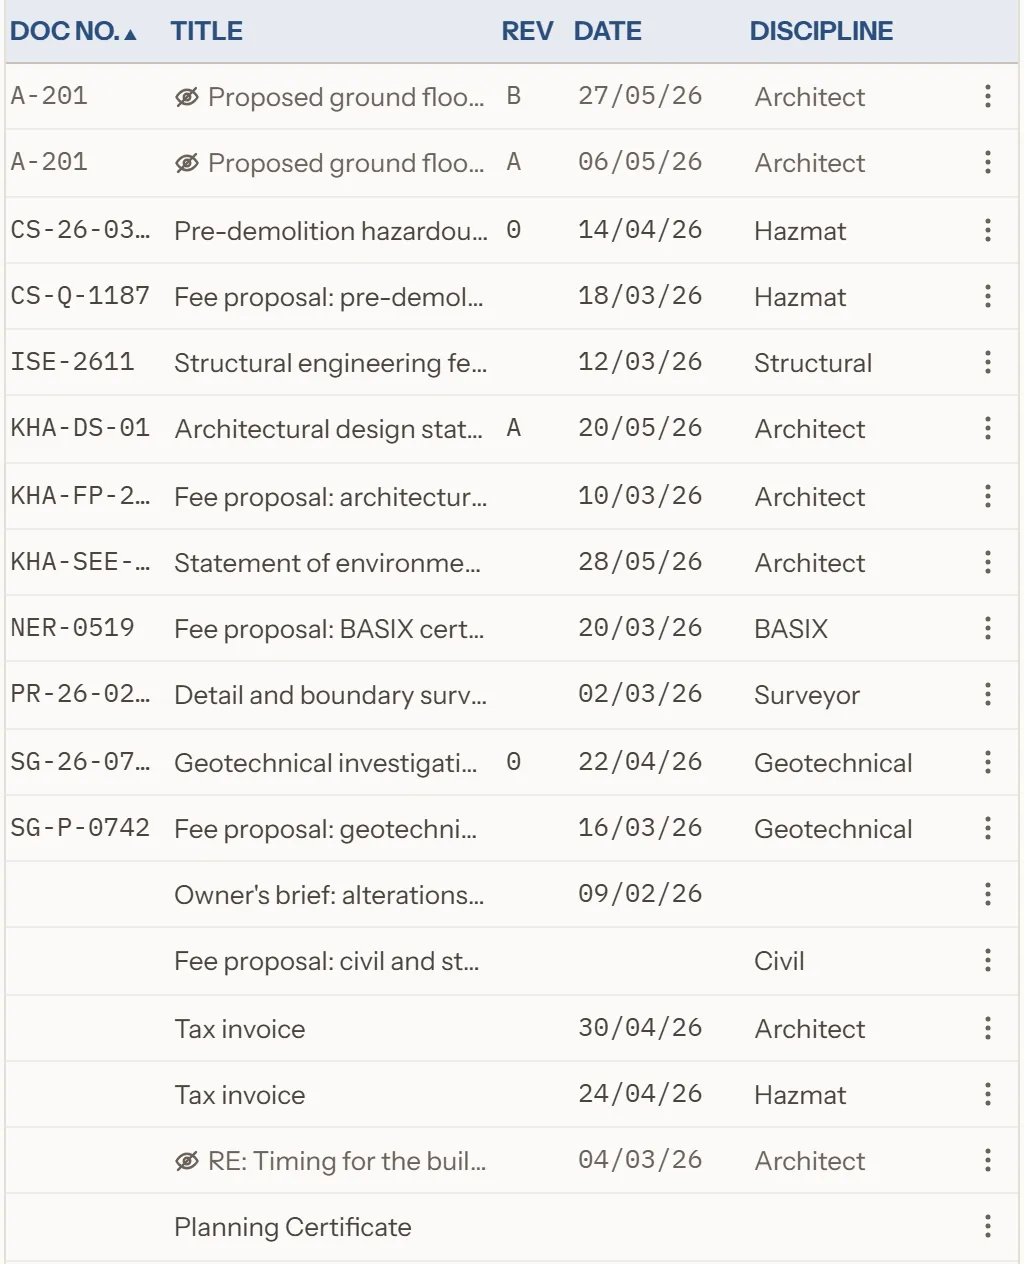 DOC NO.▲ TITLE REV DATE DISCIPLINE
A-201 Proposed ground floo… B 27/05/26 Architect
A-201 Proposed ground floo… A 06/05/26 Architect
CS-26-03… Pre-demolition hazardou… 0 14/04/26 Hazmat
CS-Q-1187 Fee proposal: pre-demol… 18/03/26 Hazmat
ISE-2611 Structural engineering fe… 12/03/26 Structural
KHA-DS-01 Architectural design stat… A 20/05/26 Architect
KHA-FP-2… Fee proposal: architectur… 10/03/26 Architect
KHA-SEE-… Statement of environme… 28/05/26 Architect
NER-0519 Fee proposal: BASIX cert… 20/03/26 BASIX
PR-26-02… Detail and boundary surv… 02/03/26 Surveyor
SG-26-07… Geotechnical investigati… 0 22/04/26 Geotechnical
SG-P-0742 Fee proposal: geotechni… 16/03/26 Geotechnical
Owner's brief: alterations… 09/02/26
Fee proposal: civil and st… Civil
Tax invoice 30/04/26 Architect
Tax invoice 24/04/26 Hazmat
RE: Timing for the buil… 04/03/26 Architect
Planning Certificate